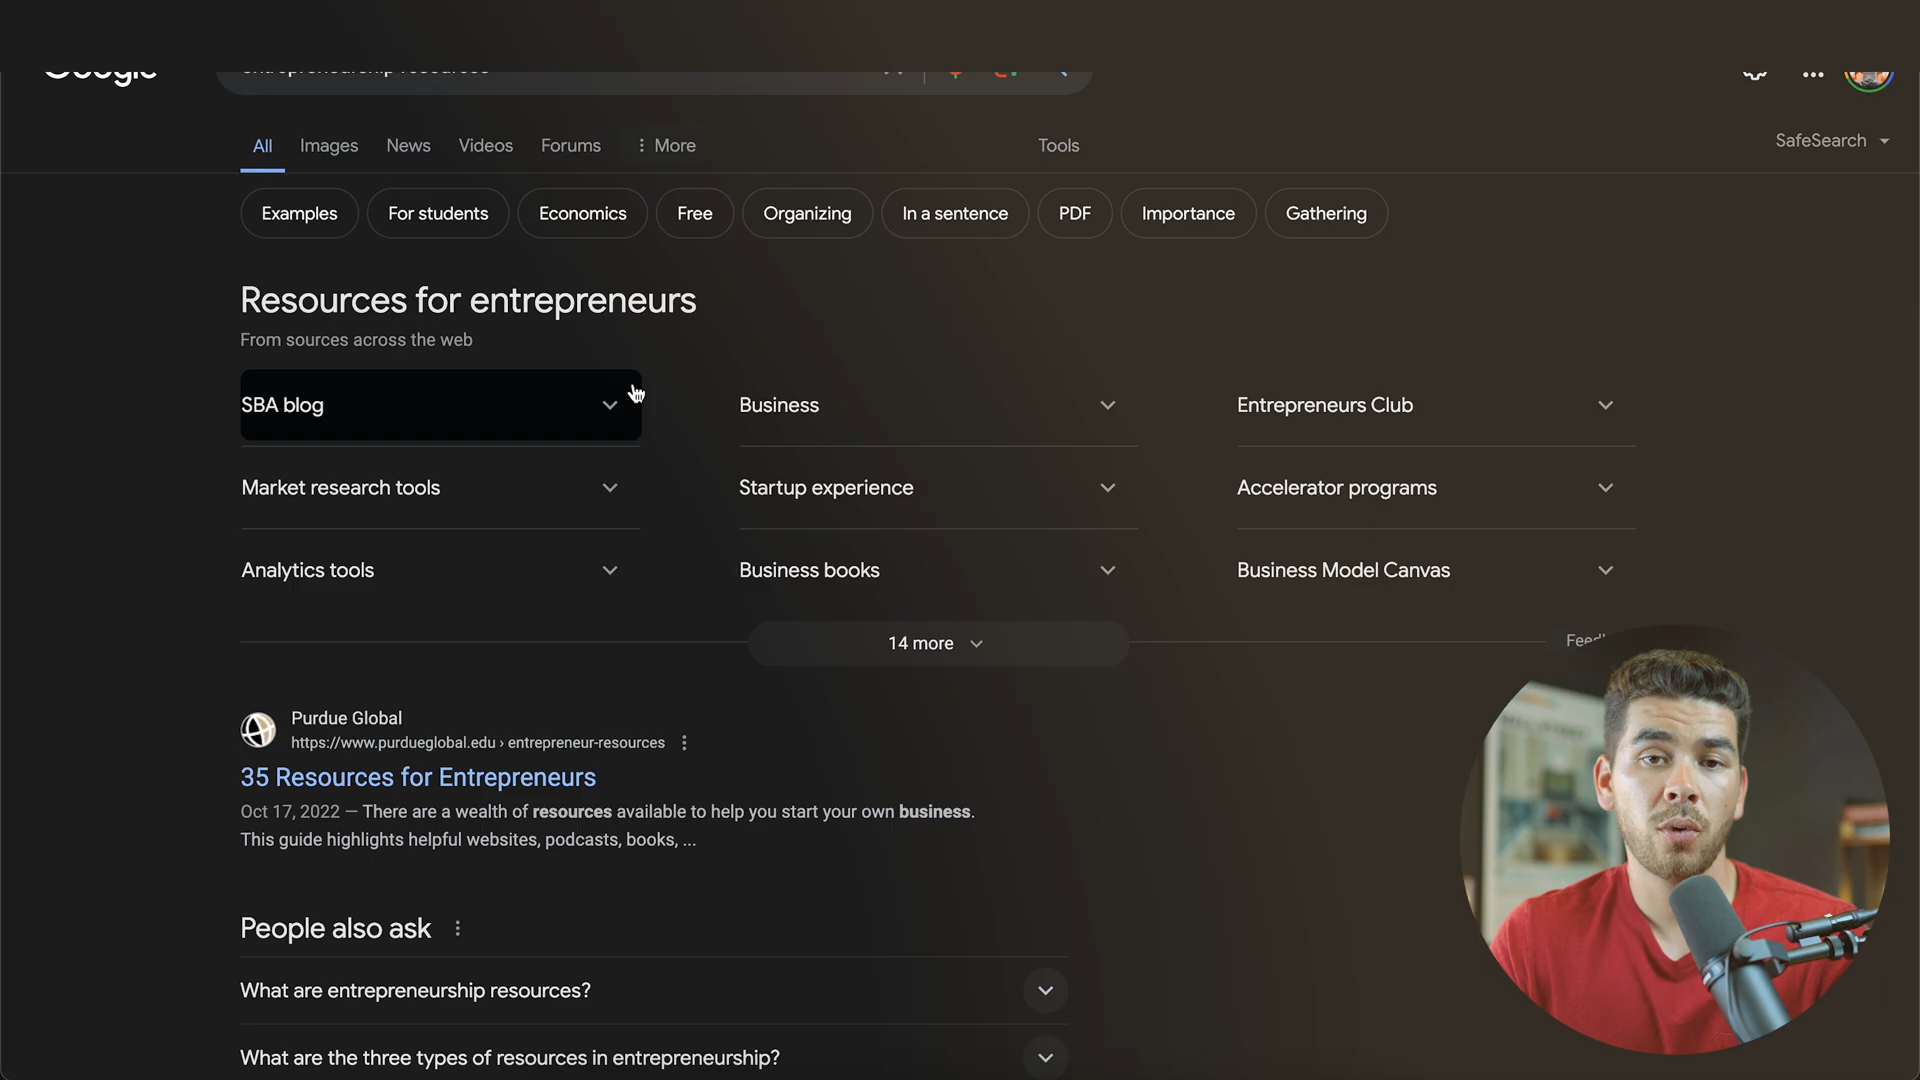 Google
entrepreneurship resources
All Images News Videos Forums More Tools SafeSearch
Examples For students Economics Free Organizing In a sentence PDF Importance Gathering
Resources for entrepreneurs
From sources across the web
SBA blog Business Entrepreneurs Club
Market research tools Startup experience Accelerator programs
Analytics tools Business books Business Model Canvas
14 more
Purdue Global
https://www.purdueglobal.edu › entrepreneur-resources
35 Resources for Entrepreneurs
Oct 17, 2022 — There are a wealth of resources available to help you start your own business.
This guide highlights helpful websites, podcasts, books, ...
People also ask
What are entrepreneurship resources?
What are the three types of resources in entrepreneurship?